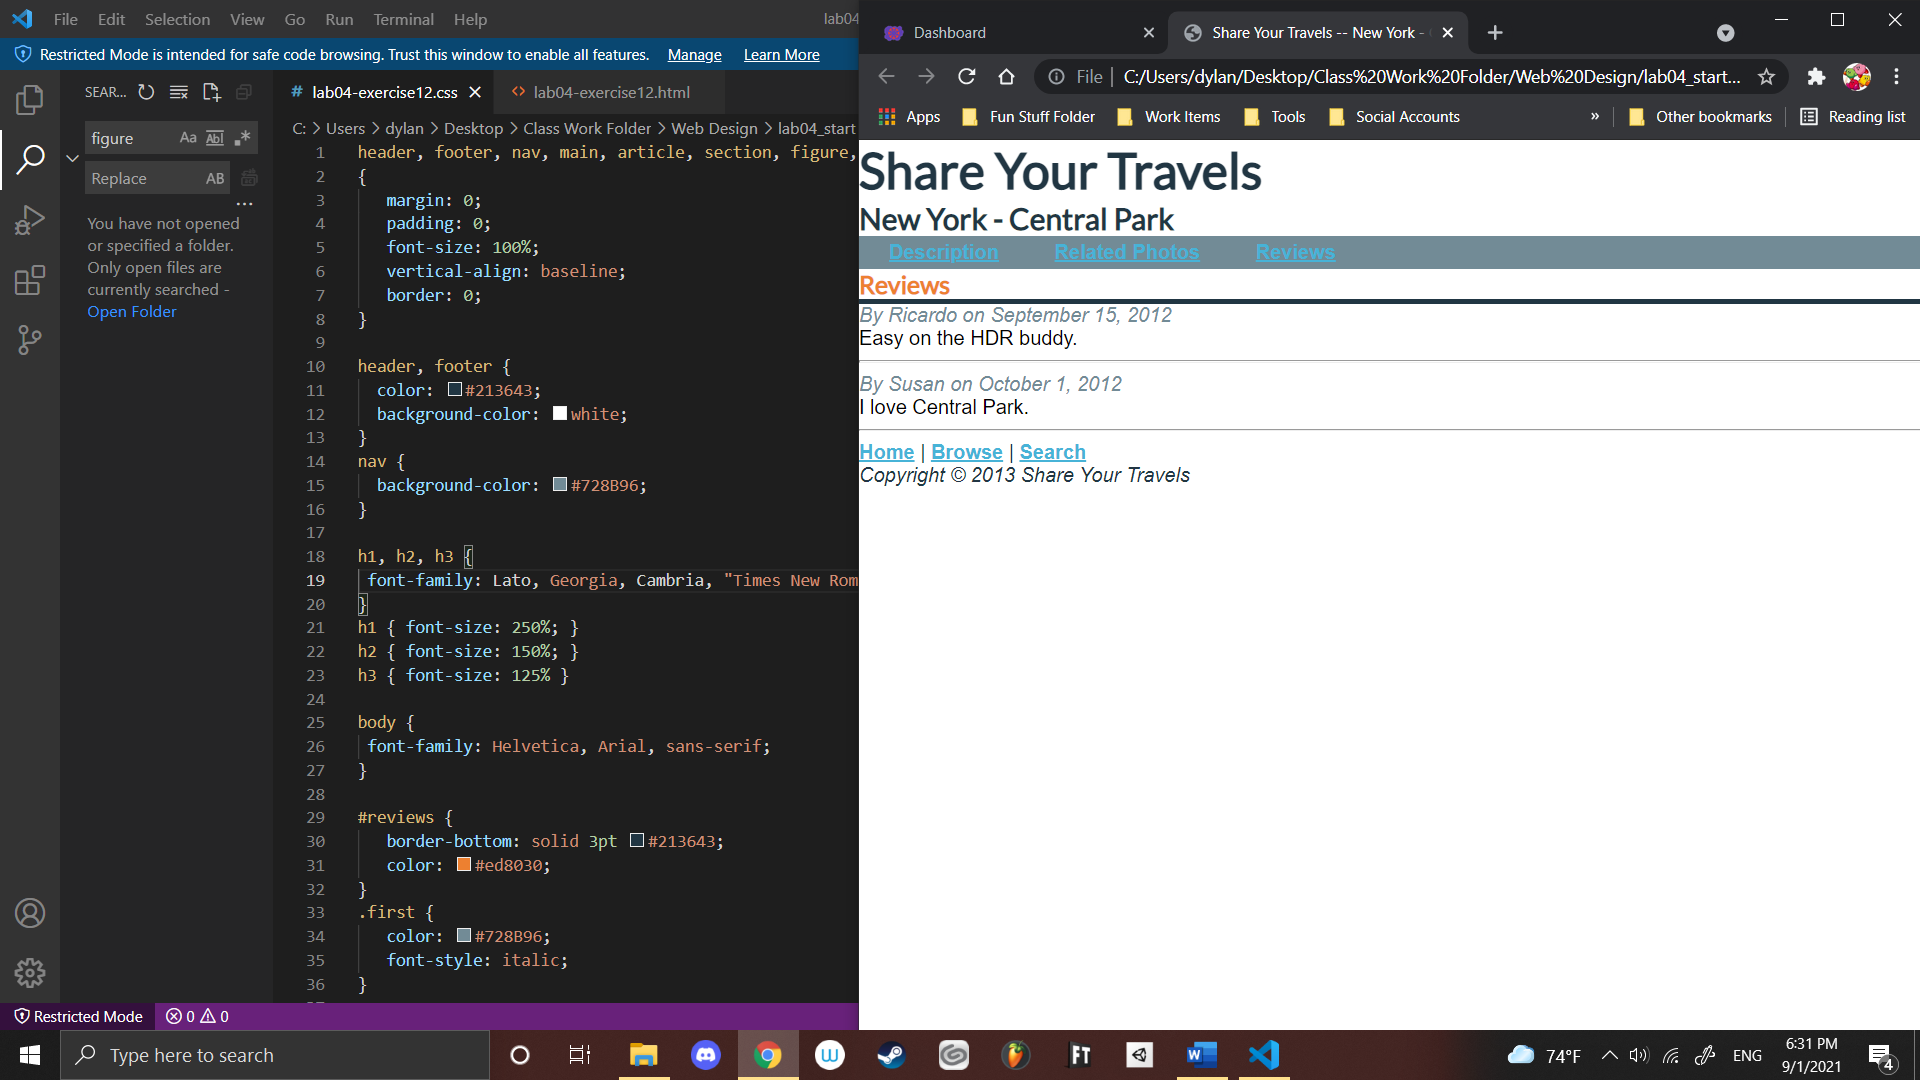 File Edit Selection View Go Run Terminal Help lab04
Restricted Mode is intended for safe code browsing. Trust this window to enable all features. Manage Learn More
SEAR...
figure Aa Abl .*
Replace AB
...
You have not opened
or specified a folder.
Only open files are
currently searched -
Open Folder
# lab04-exercise12.css
<> lab04-exercise12.html
C: > Users > dylan > Desktop > Class Work Folder > Web Design > lab04_start
1 header, footer, nav, main, article, section, figure,
2 {
3 margin: 0;
4 padding: 0;
5 font-size: 100%;
6 vertical-align: baseline;
7 border: 0;
8 }
9
10 header, footer {
11 color: #213643;
12 background-color: white;
13 }
14 nav {
15 background-color: #728B96;
16 }
17
18 h1, h2, h3 {
19 font-family: Lato, Georgia, Cambria, "Times New Rom
20 }
21 h1 { font-size: 250%; }
22 h2 { font-size: 150%; }
23 h3 { font-size: 125% }
24
25 body {
26 font-family: Helvetica, Arial, sans-serif;
27 }
28
29 #reviews {
30 border-bottom: solid 3pt #213643;
31 color: #ed8030;
32 }
33 .first {
34 color: #728B96;
35 font-style: italic;
36 }
Restricted Mode 0 0
Dashboard
Share Your Travels -- New York -
File C:/Users/dylan/Desktop/Class%20Work%20Folder/Web%20Design/lab04_start...
Apps Fun Stuff Folder Work Items Tools Social Accounts » Other bookmarks Reading list
Share Your Travels
New York - Central Park
Description Related Photos Reviews
Reviews
By Ricardo on September 15, 2012
Easy on the HDR buddy.
By Susan on October 1, 2012
I love Central Park.
Home | Browse | Search
Copyright © 2013 Share Your Travels
Type here to search
FT
74°F
ENG
6:31 PM
9/1/2021
4